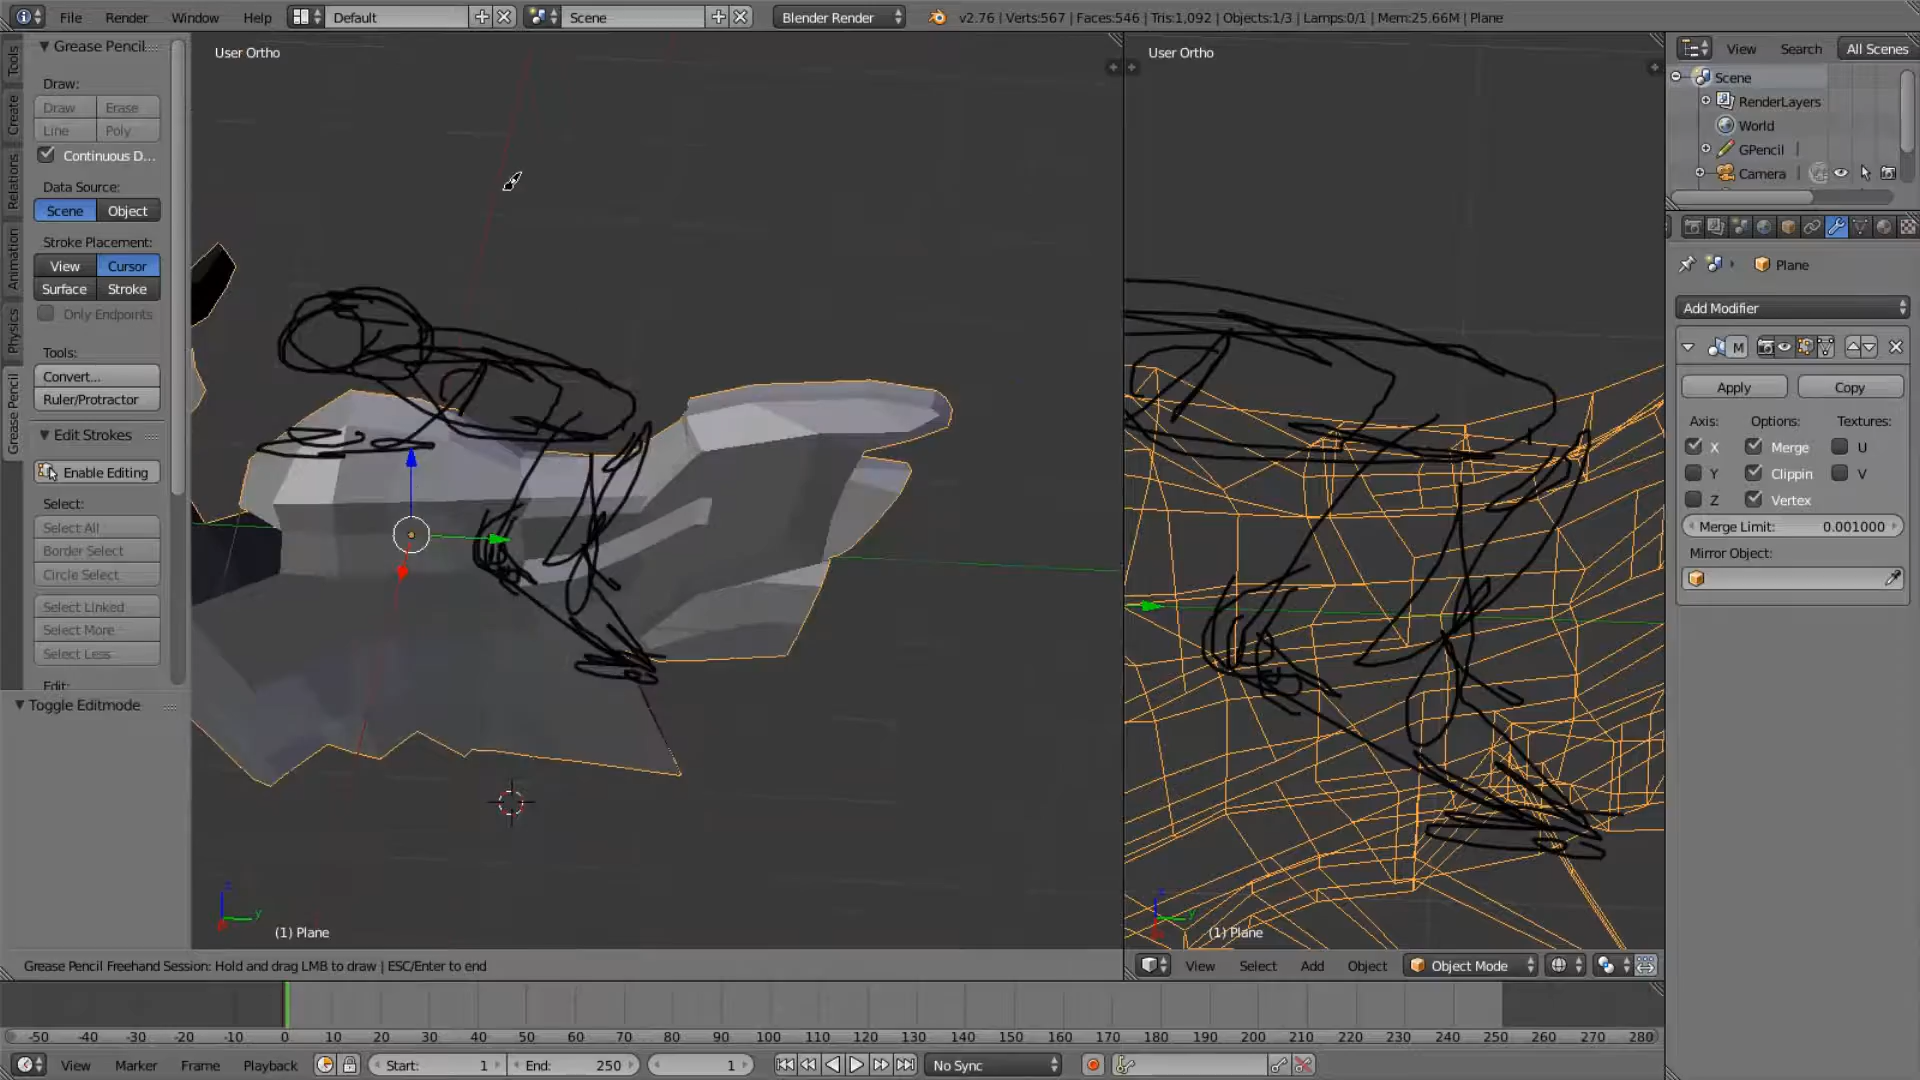 File Render Window Help Default Scene Blender Render v2.76 | Verts:567 | Faces:546 | Tris:1,092 | Objects:1/3 | Lamps:0/1 | Mem:25.66M | Plane
Grease Pencil
Draw:
Draw Erase
Line Poly
Continuous D...
Data Source:
Scene Object
Stroke Placement:
View Cursor
Surface Stroke
Only Endpoints
Tools:
Convert...
Ruler/Protractor
Edit Strokes
Enable Editing
Select:
Select All
Border Select
Circle Select
Select Linked
Select More
Select Less
Edit:
Toggle Editmode
Tools
Create
Relations
Animation
Physics
Grease Pencil
User Ortho
(1) Plane
Grease Pencil Freehand Session: Hold and drag LMB to draw | ESC/Enter to end
User Ortho
(1) Plane
View Select Add Object Object Mode
View Search All Scenes
Scene
RenderLayers
World
GPencil
Camera
Plane
Add Modifier
M
Apply Copy
Axis: Options: Textures:
X Merge U
Y Clippin V
Z Vertex
Merge Limit: 0.001000
Mirror Object:
-50 -40 -30 -20 -10 0 10 20 30 40 50 60 70 80 90 100 110 120 130 140 150 160 170 180 190 200 210 220 230 240 250 260 270 280
View Marker Frame Playback Start: 1 End: 250 1 No Sync